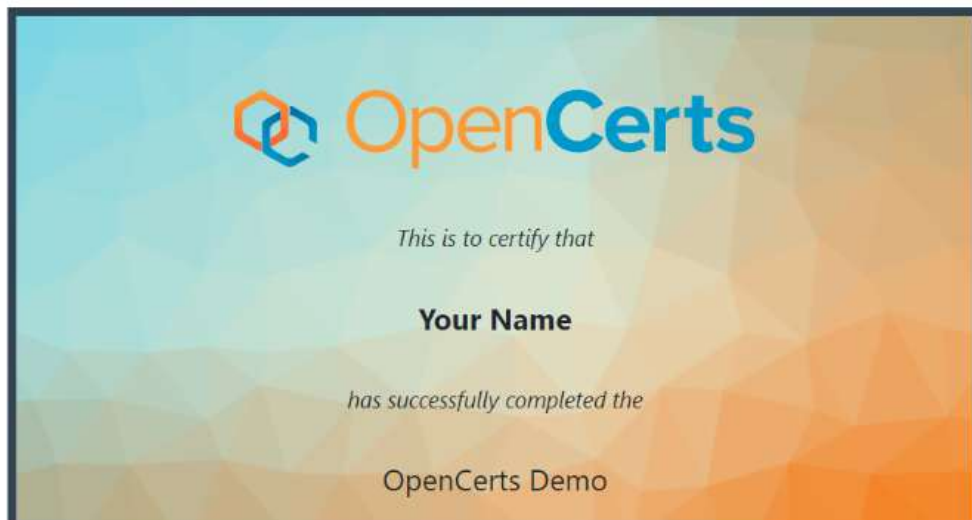 OpenCerts
This is to certify that
Your Name
has successfully completed the
OpenCerts Demo